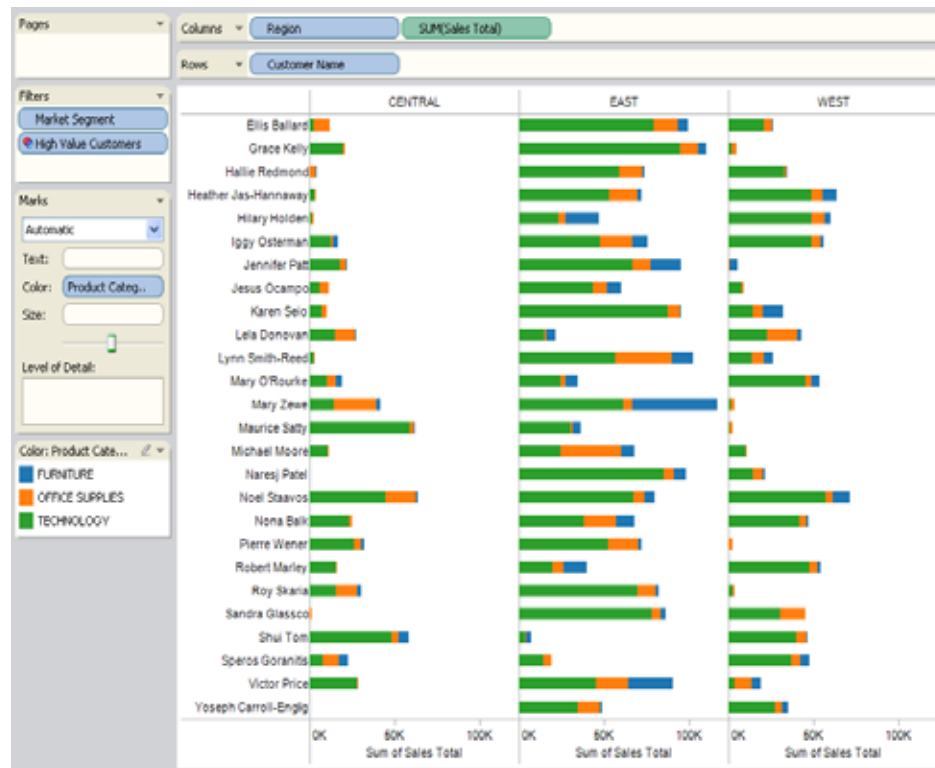 Pages
Columns Region SUM(Sales Total)
Rows Customer Name
Filters
Market Segment
High Value Customers
Marks
Automatic
Text:
Color: Product Categ..
Size:
Level of Detail:
Color: Product Cate...
FURNITURE
OFFICE SUPPLIES
TECHNOLOGY
CENTRAL EAST WEST
Ellis Ballard
Grace Kelly
Hallie Redmond
Heather Jas-Hannaway
Hilary Holden
Iggy Osterman
Jennifer Patt
Jesus Ocampo
Karen Seio
Lela Donovan
Lynn Smith-Reed
Mary O'Rourke
Mary Zewe
Maurice Satty
Michael Moore
Naresj Patel
Noel Staavos
Nona Balk
Pierre Wener
Robert Marley
Roy Skaria
Sandra Glassco
Shui Tom
Speros Goranitis
Victor Price
Yoseph Carroll-Englig
0K 50K 100K 0K 50K 100K 0K 50K 100K
Sum of Sales Total Sum of Sales Total Sum of Sales Total